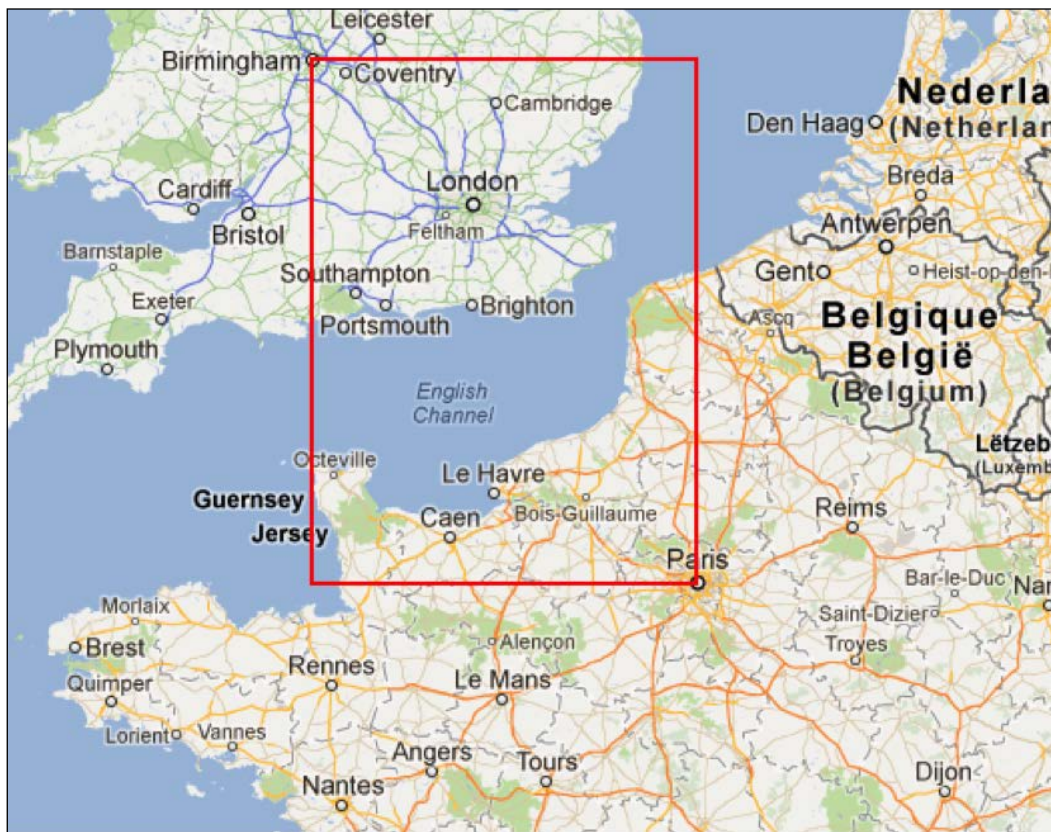 Leicester
Birmingham
Coventry
Cambridge
Nederla
(Netherlan
Den Haag
Breda
Cardiff
London
Bristol
Feltham
Antwerpen
Barnstaple
Southampton
Gent
Heist-op-den-
Exeter
Portsmouth
Brighton
Ascq
Belgique
België
(Belgium)
Plymouth
English
Channel
Lëtzeb
(Luxemb
Octeville
Le Havre
Guernsey
Bois-Guillaume
Reims
Jersey
Caen
Paris
Bar-le-Duc
Nan
Morlaix
Saint-Dizier
Brest
Alençon
Troyes
Quimper
Rennes
Le Mans
Lorient
Vannes
Angers
Tours
Dijon
Nantes